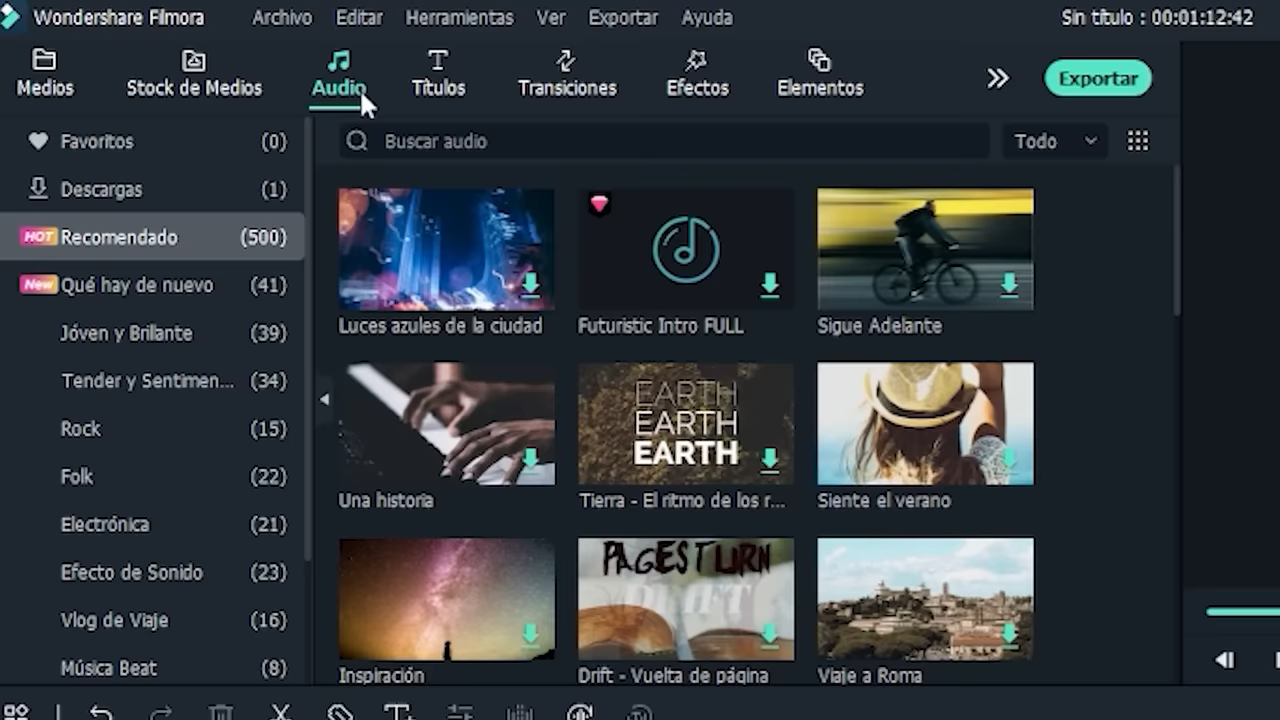 Wondershare Filmora Archivo Editar Herramientas Ver Exportar Ayuda Sin título : 00:01:12:42
Medios Stock de Medios Audio Títulos Transiciones Efectos Elementos Exportar
Favoritos (0)
Descargas (1)
HOT Recomendado (500)
New Qué hay de nuevo (41)
Jóven y Brillante (39)
Tender y Sentimen... (34)
Rock (15)
Folk (22)
Electrónica (21)
Efecto de Sonido (23)
Vlog de Viaje (16)
Música Beat (8)
Buscar audio Todo
Luces azules de la ciudad
Futuristic Intro FULL
Sigue Adelante
EARTH
EARTH
EARTH
Una historia
Tierra - El ritmo de los r...
Siente el verano
PAGES TURN
DRIFT
Inspiración
Drift - Vuelta de página
Viaje a Roma